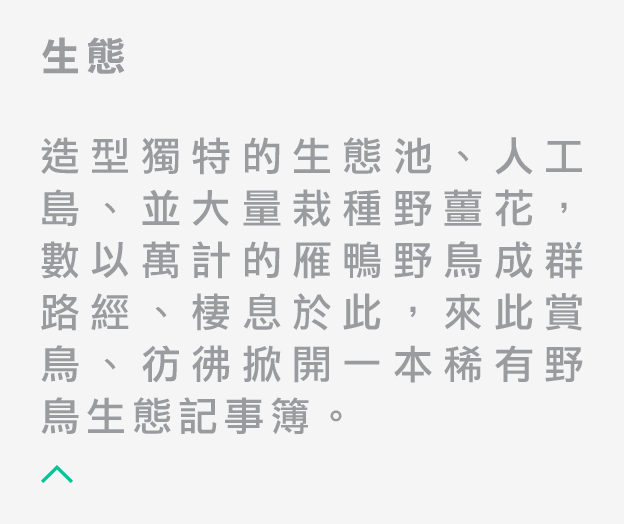 生態
造型獨特的生態池、人工
島、並大量栽種野薑花，
數以萬計的雁鴨野鳥成群
路經、棲息於此，來此賞
鳥、彷彿掀開一本稀有野
鳥生態記事簿。